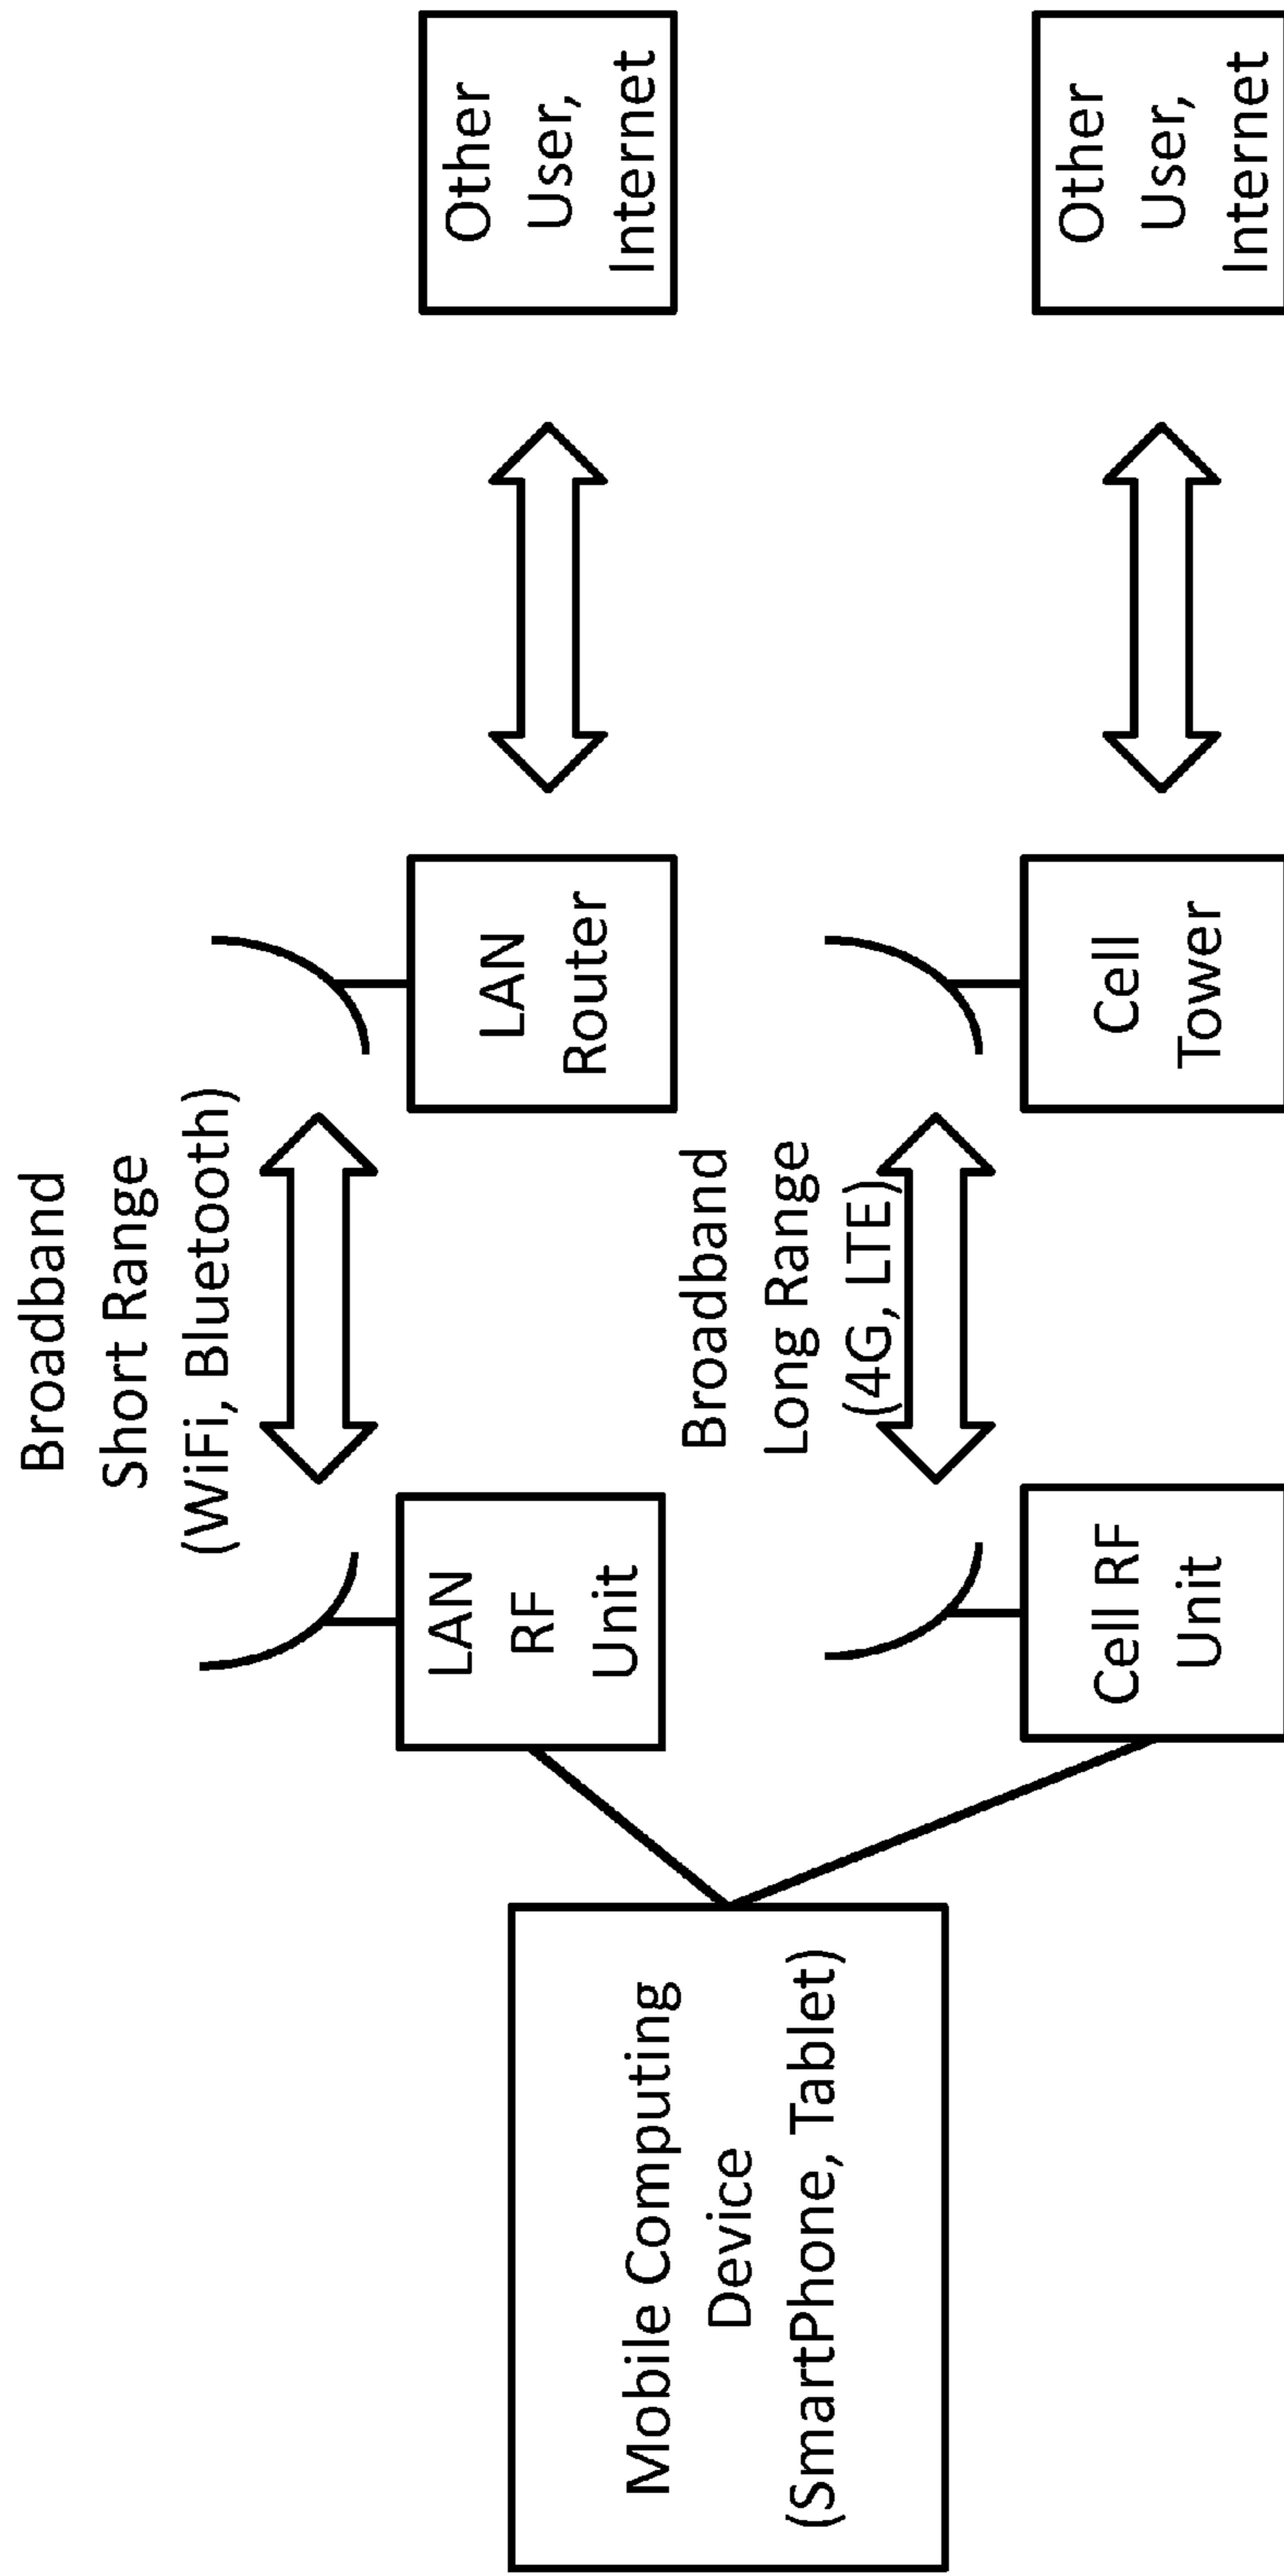 Broadband
Short Range
(WiFi, Bluetooth)
LAN
RF
Unit
LAN
Router
Other
User,
Internet
Mobile Computing
Device
(SmartPhone, Tablet)
Broadband
Long Range
(4G, LTE)
Cell RF
Unit
Cell
Tower
Other
User,
Internet